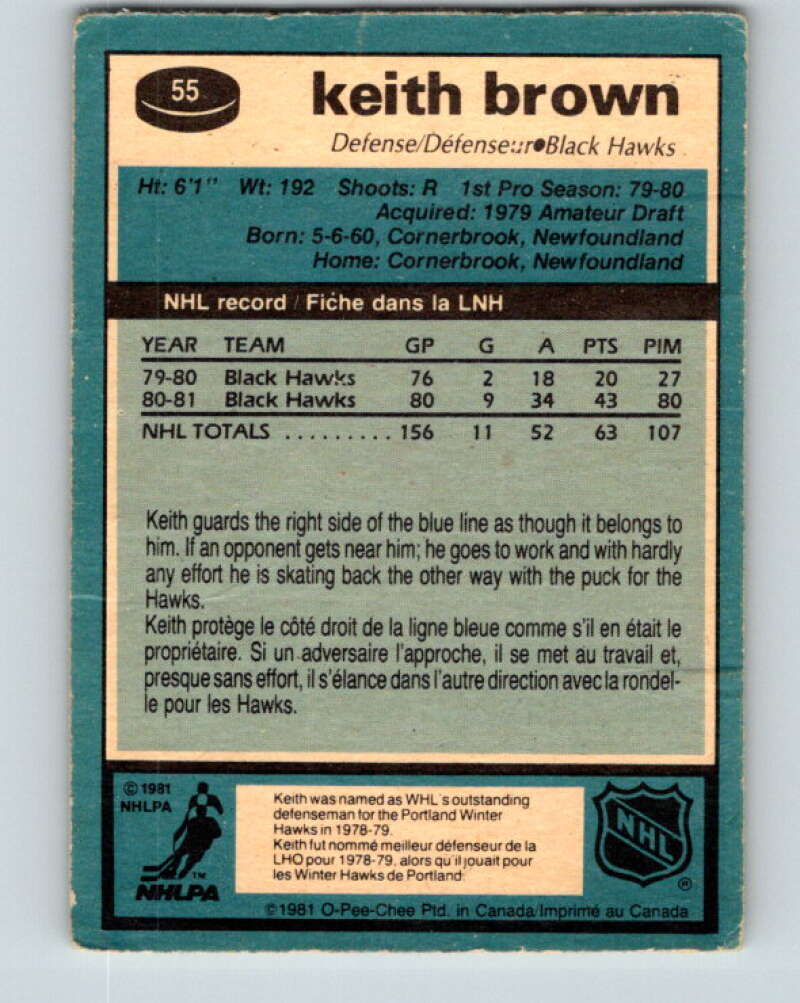 55
keith brown
Defense/Défenseur●Black Hawks
Ht: 6'1" Wt: 192 Shoots: R 1st Pro Season: 79-80
Acquired: 1979 Amateur Draft
Born: 5-6-60, Cornerbrook, Newfoundland
Home: Cornerbrook, Newfoundland
NHL record / Fiche dans la LNH
YEAR TEAM GP G A PTS PIM
79-80 Black Hawks 76 2 18 20 27
80-81 Black Hawks 80 9 34 43 80
NHL TOTALS .......... 156 11 52 63 107
Keith guards the right side of the blue line as though it belongs to
him. If an opponent gets near him; he goes to work and with hardly
any effort he is skating back the other way with the puck for the
Hawks.
Keith protège le côté droit de la ligne bleue comme s'il en était le
propriétaire. Si un adversaire l'approche, il se met au travail et,
presque sans effort, il s'élance dans l'autre direction avec la rondel-
le pour les Hawks.
© 1981
NHLPA
TM
NHLPA
Keith was named as WHL's outstanding
defenseman for the Portland Winter
Hawks in 1978-79.
Keith fut nommé meilleur défenseur de la
LHO pour 1978-79, alors qu'il jouait pour
les Winter Hawks de Portland.
NHL
®
©1981 O-Pee-Chee Ptd. in Canada/Imprimé au Canada